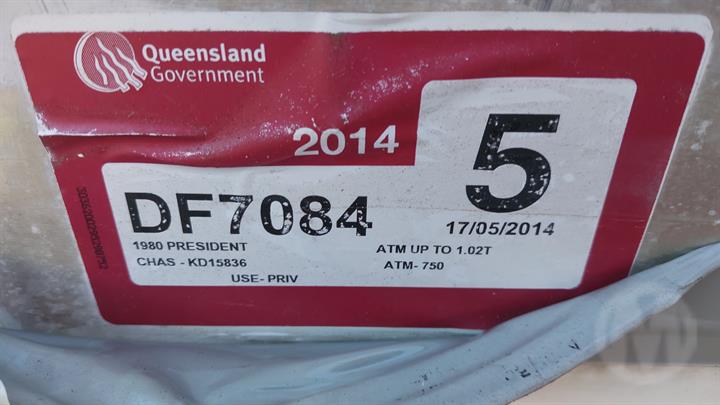 Queensland
Government
2014
5
DF7084
17/05/2014
1980 PRESIDENT
ATM UP TO 1.02T
CHAS - KD15836
ATM- 750
USE- PRIV